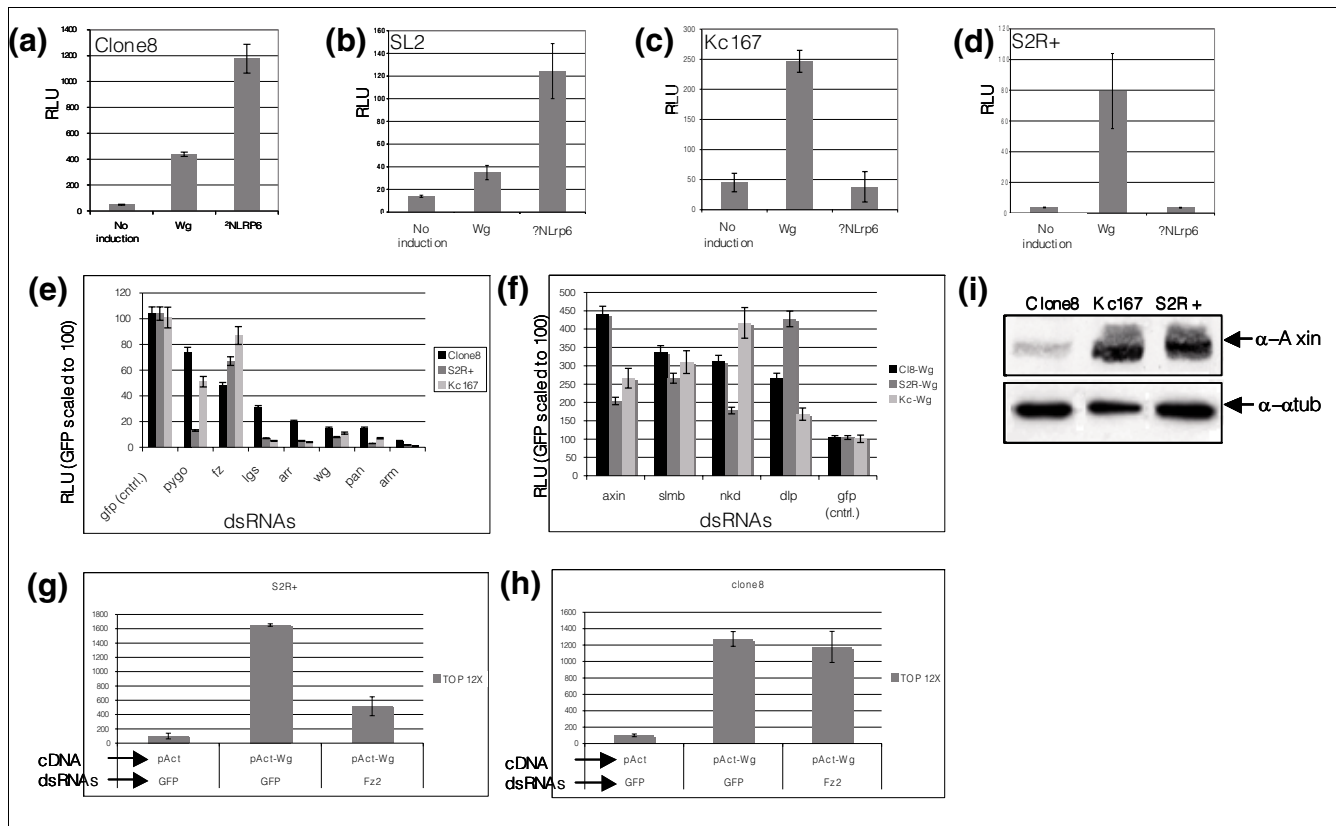 (a)
Clone8
RLU
1400
1200
1000
800
600
400
200
0
No induction
Wg
²NLRP6
(b)
SL2
RLU
160
140
120
100
80
60
40
20
0
No induction
Wg
?NLrp6
(c)
Kc167
RLU
300
250
200
150
100
50
0
No induction
Wg
?NLrp6
(d)
S2R+
RLU
120
100
80
60
40
20
0
No induction
Wg
?NLrp6
(e)
RLU (GFP scaled to 100)
120
100
80
60
40
20
0
gfp (cntrl.)
pygo
fz
lgs
arr
wg
pan
arm
dsRNAs
Clone8
S2R+
Kc167
(f)
RLU (GFP scaled to 100)
500
450
400
350
300
250
200
150
100
50
0
axin
slmb
nkd
dlp
gfp (cntrl.)
dsRNAs
Cl8-Wg
S2R-Wg
Kc-Wg
(i)
Clone8 Kc167 S2R+
α-Axin
α-αtub
(g)
S2R+
1800
1600
1400
1200
1000
800
600
400
200
0
TOP 12X
cDNA pAct pAct-Wg pAct-Wg
dsRNAs GFP GFP Fz2
(h)
clone8
1600
1400
1200
1000
800
600
400
200
0
TOP 12X
cDNA pAct pAct-Wg pAct-Wg
dsRNAs GFP GFP Fz2